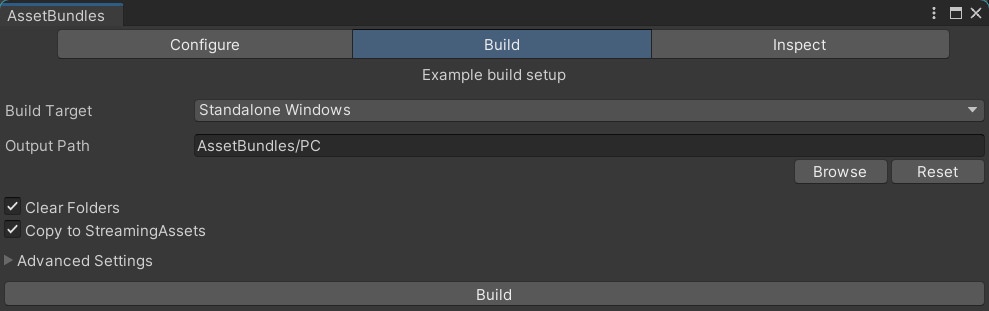 AssetBundles
Configure Build Inspect
Example build setup
Build Target Standalone Windows
Output Path AssetBundles/PC
Browse Reset
Clear Folders
Copy to StreamingAssets
Advanced Settings
Build